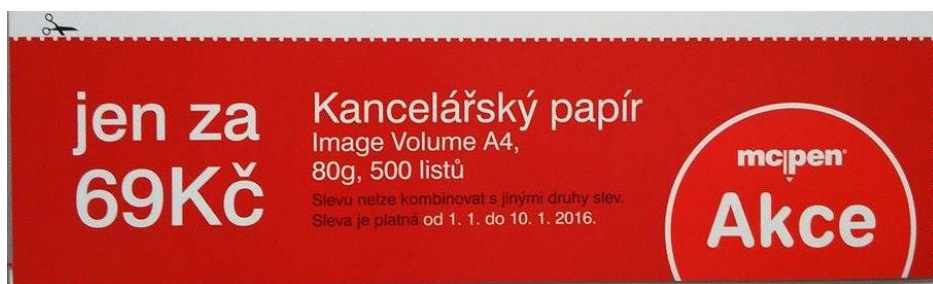 jen za
69Kč
Kancelářský papír
Image Volume A4,
80g, 500 listů
Slevu nelze kombinovat s jinými druhy slev.
Sleva je platná od 1. 1. do 10. 1. 2016.
mcpen
Akce